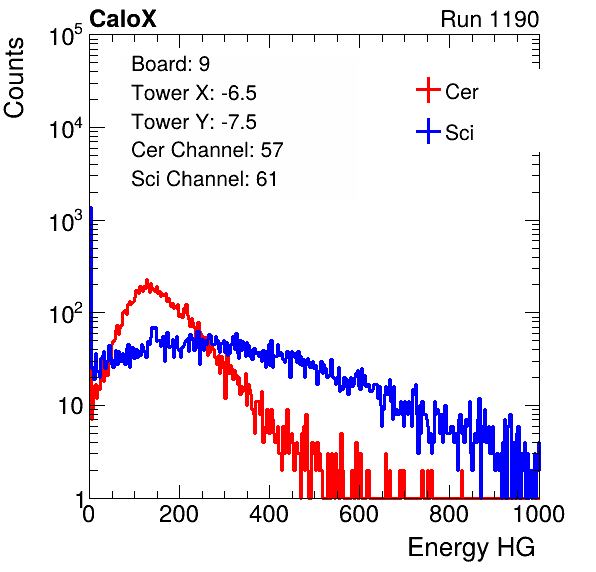 CaloX Run 1190
Counts
10^5
10^4
10^3
10^2
10
1
Board: 9
Tower X: -6.5
Tower Y: -7.5
Cer Channel: 57
Sci Channel: 61
Cer
Sci
0 200 400 600 800 1000
Energy HG